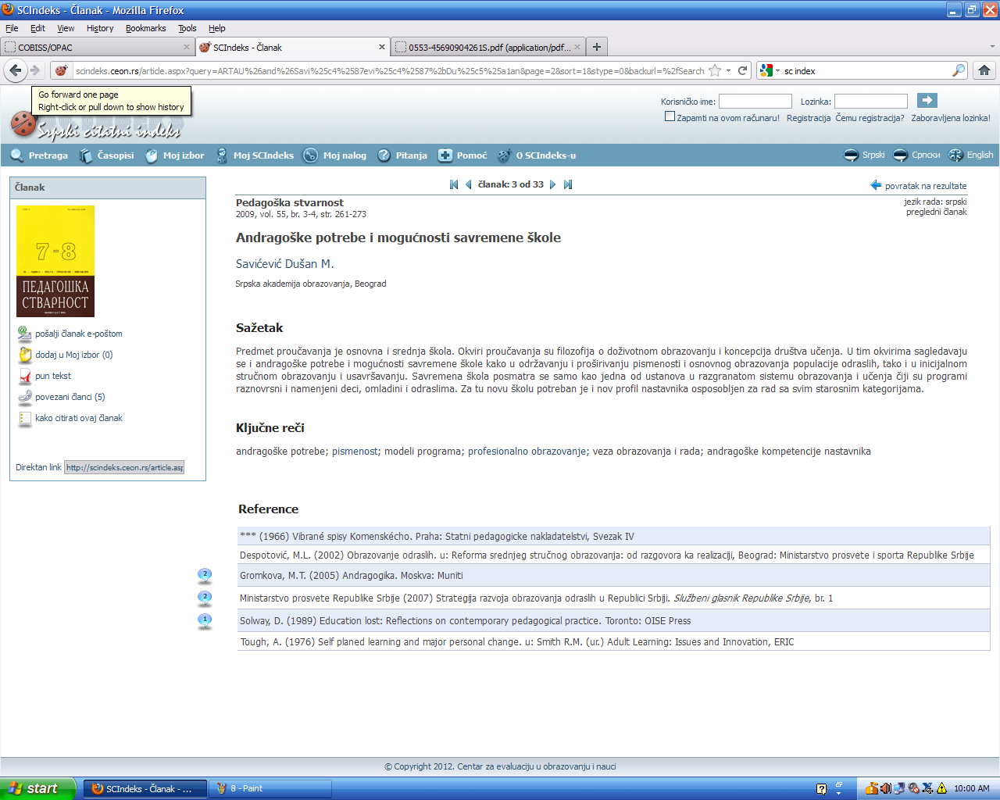 SCIndeks - Članak - Mozilla Firefox
File Edit View History Bookmarks Tools Help
COBISS/OPAC
SCIndeks - Članak
0553-45690904261S.pdf (application/pdf...
scindeks.ceon.rs/article.aspx?query=ARTAU%26and%26Savi%25c4%2587evi%25c4%2587%2bDu%25c5%25a1an&page=2&sort=1&stype=0&backurl=%2fSearch
sc index
Go forward one page
Right-click or pull down to show history
Srpski citatni indeks
Korisničko ime:
Lozinka:
Zapamti na ovom računaru! Registracija Čemu registracija? Zaboravljena lozinka!
Pretraga Časopisi Moj izbor Moj SCIndeks Moj nalog Pitanja Pomoć O SCIndeks-u
Srpski Српски English
Članak
7-8
ПЕДАГОШКА
СТВАРНОСТ
pošalji članak e-poštom
dodaj u Moj izbor (0)
pun tekst
povezani članci (5)
kako citirati ovaj članak
Direktan link http://scindeks.ceon.rs/article.asp
članak: 3 od 33
povratak na rezultate
Pedagoška stvarnost
2009, vol. 55, br. 3-4, str. 261-273
jezik rada: srpski
pregledni članak
Andragoške potrebe i mogućnosti savremene škole
Savićević Dušan M.
Srpska akademija obrazovanja, Beograd
Sažetak
Predmet proučavanja je osnovna i srednja škola. Okviri proučavanja su filozofija o doživotnom obrazovanju i koncepcija društva učenja. U tim okvirima sagledavaju
se i andragoške potrebe i mogućnosti savremene škole kako u održavanju i proširivanju pismenosti i osnovnog obrazovanja populacije odraslih, tako i u inicijalnom
stručnom obrazovanju i usavršavanju. Savremena škola posmatra se samo kao jedna od ustanova u razgranatom sistemu obrazovanja i učenja čiji su programi
raznovrsni i namenjeni deci, omladini i odraslima. Za tu novu školu potreban je i nov profil nastavnika osposobljen za rad sa svim starosnim kategorijama.
Ključne reči
andragoške potrebe; pismenost; modeli programa; profesionalno obrazovanje; veza obrazovanja i rada; andragoške kompetencije nastavnika
Reference
*** (1966) Vibrané spisy Komenskécho. Praha: Statni pedagogicke nakladatelstvi, Svezak IV
Despotović, M.L. (2002) Obrazovanje odraslih. u: Reforma srednjeg stručnog obrazovanja: od razgovora ka realizaciji, Beograd: Ministarstvo prosvete i sporta Republike Srbije
2 Gromkova, M.T. (2005) Andragogika. Moskva: Muniti
2 Ministarstvo prosvete Republike Srbije (2007) Strategija razvoja obrazovanja odraslih u Republici Srbiji. Službeni glasnik Republike Srbije, br. 1
1 Solway, D. (1989) Education lost: Reflections on contemporary pedagogical practice. Toronto: OISE Press
Tough, A. (1976) Self planed learning and major personal change. u: Smith R.M. (ur.) Adult Learning: Issues and Innovation, ERIC
© Copyright 2012. Centar za evaluaciju u obrazovanju i nauci
start
SCIndeks - Članak - ...
8 - Paint
10:00 AM